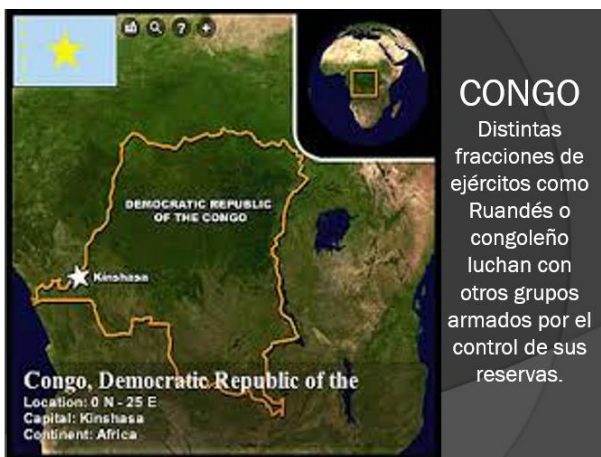 DEMOCRATIC REPUBLIC
OF THE CONGO
Kinshasa
Congo, Democratic Republic of the
Location: 0 N - 25 E
Capital: Kinshasa
Continent: Africa
CONGO
Distintas
fracciones de
ejércitos como
Ruandés o
congoleño
luchan con
otros grupos
armados por el
control de sus
reservas.